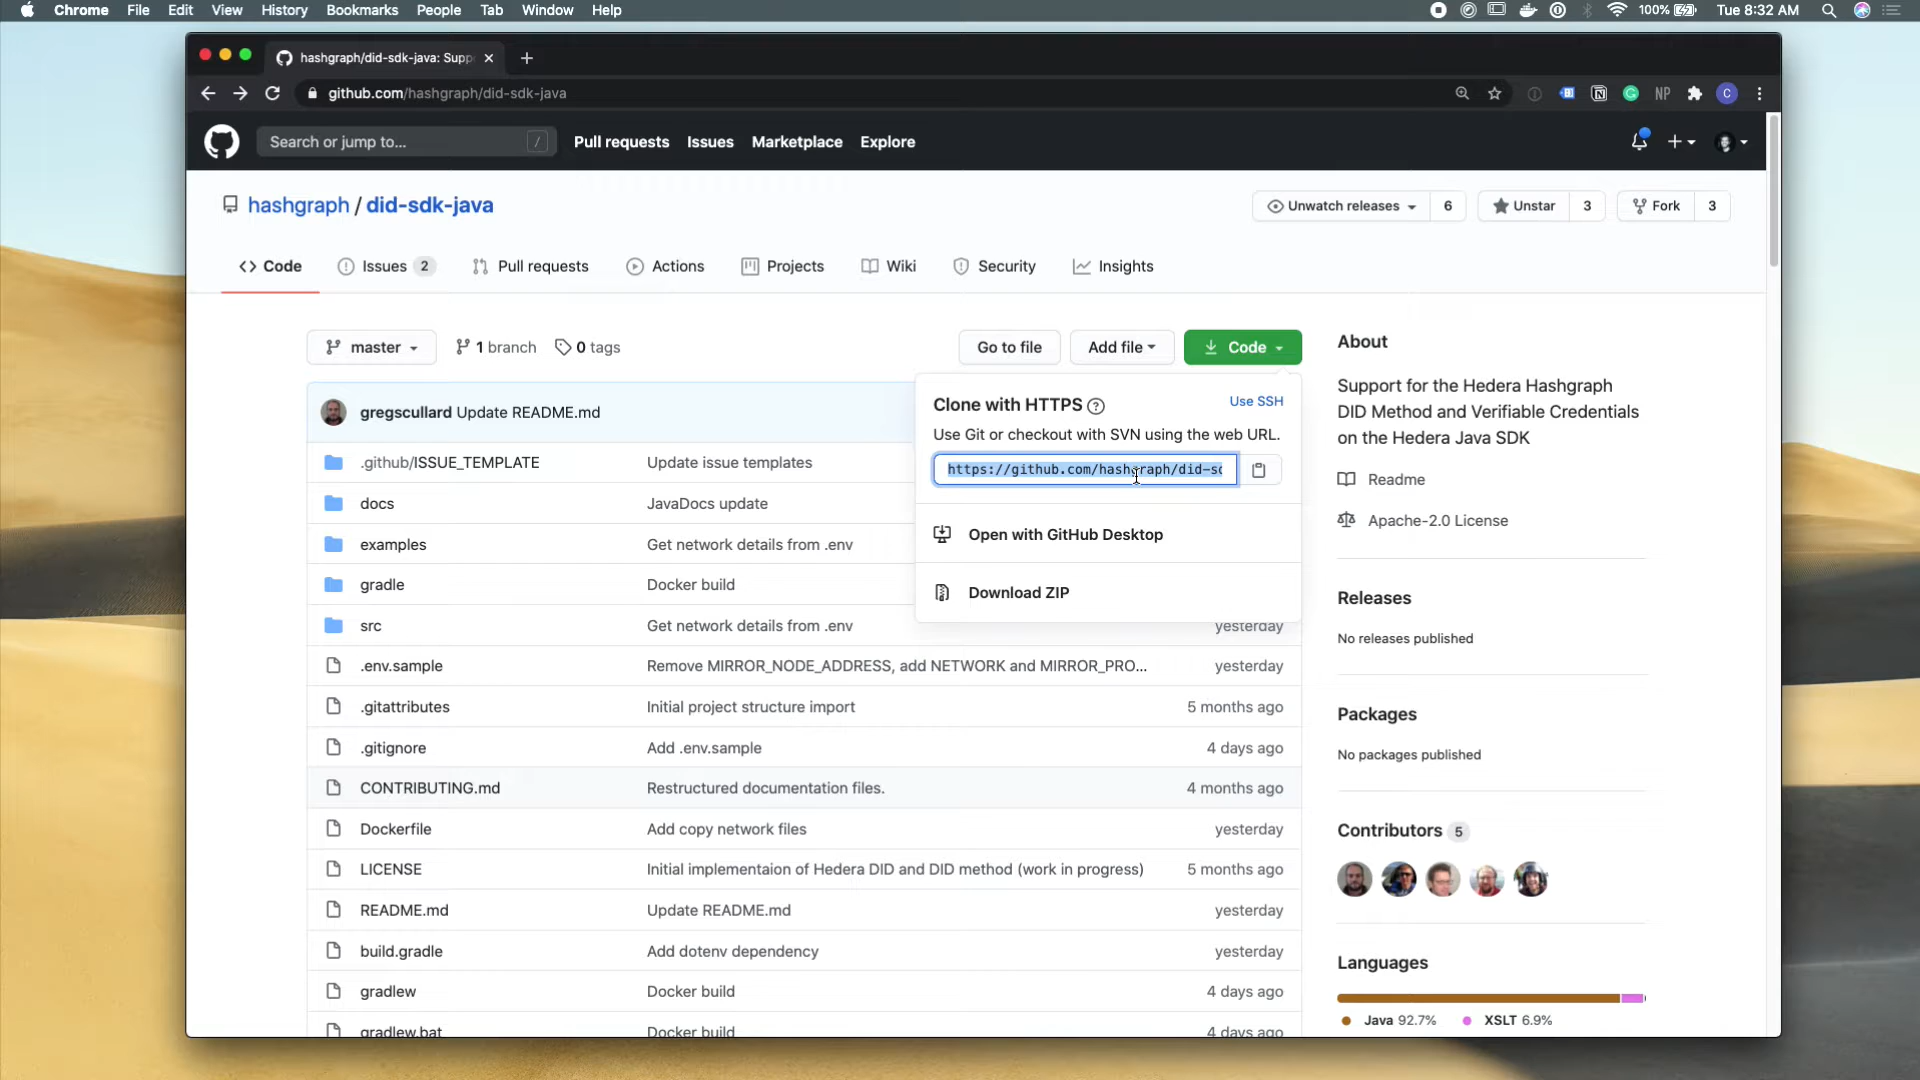 Chrome File Edit View History Bookmarks People Tab Window Help 100% Tue 8:32 AM
hashgraph/did-sdk-java: Supp
github.com/hashgraph/did-sdk-java NP C
Search or jump to... / Pull requests Issues Marketplace Explore
hashgraph / did-sdk-java Unwatch releases 6 Unstar 3 Fork 3
Code Issues 2 Pull requests Actions Projects Wiki Security Insights
master 1 branch 0 tags Go to file Add file Code
About
Support for the Hedera Hashgraph
DID Method and Verifiable Credentials
on the Hedera Java SDK
Readme
Apache-2.0 License
Releases
No releases published
Packages
No packages published
Contributors 5
Languages
Java 92.7% XSLT 6.9%
Clone with HTTPS Use SSH
Use Git or checkout with SVN using the web URL.
https://github.com/hashgraph/did-sd
Open with GitHub Desktop
Download ZIP
gregscullard Update README.md
.github/ISSUE_TEMPLATE Update issue templates
docs JavaDocs update
examples Get network details from .env
gradle Docker build
src Get network details from .env yesterday
.env.sample Remove MIRROR_NODE_ADDRESS, add NETWORK and MIRROR_PRO... yesterday
.gitattributes Initial project structure import 5 months ago
.gitignore Add .env.sample 4 days ago
CONTRIBUTING.md Restructured documentation files. 4 months ago
Dockerfile Add copy network files yesterday
LICENSE Initial implementaion of Hedera DID and DID method (work in progress) 5 months ago
README.md Update README.md yesterday
build.gradle Add dotenv dependency yesterday
gradlew Docker build 4 days ago
gradlew.bat Docker build 4 days ago